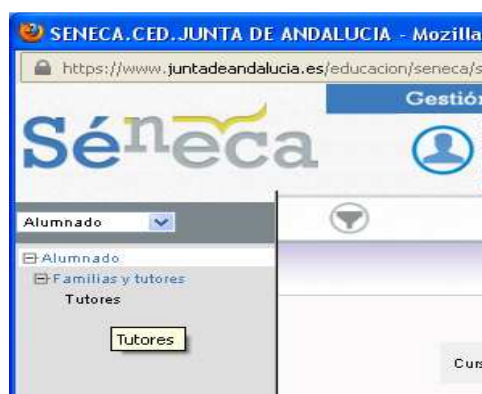 SENECA.CED.JUNTA DE ANDALUCIA - Mozilla
https://www.juntadeandalucia.es/educacion/seneca/s
Gestión
Séneca
Alumnado
Alumnado
Familias y tutores
Tutores
Tutores
Curs